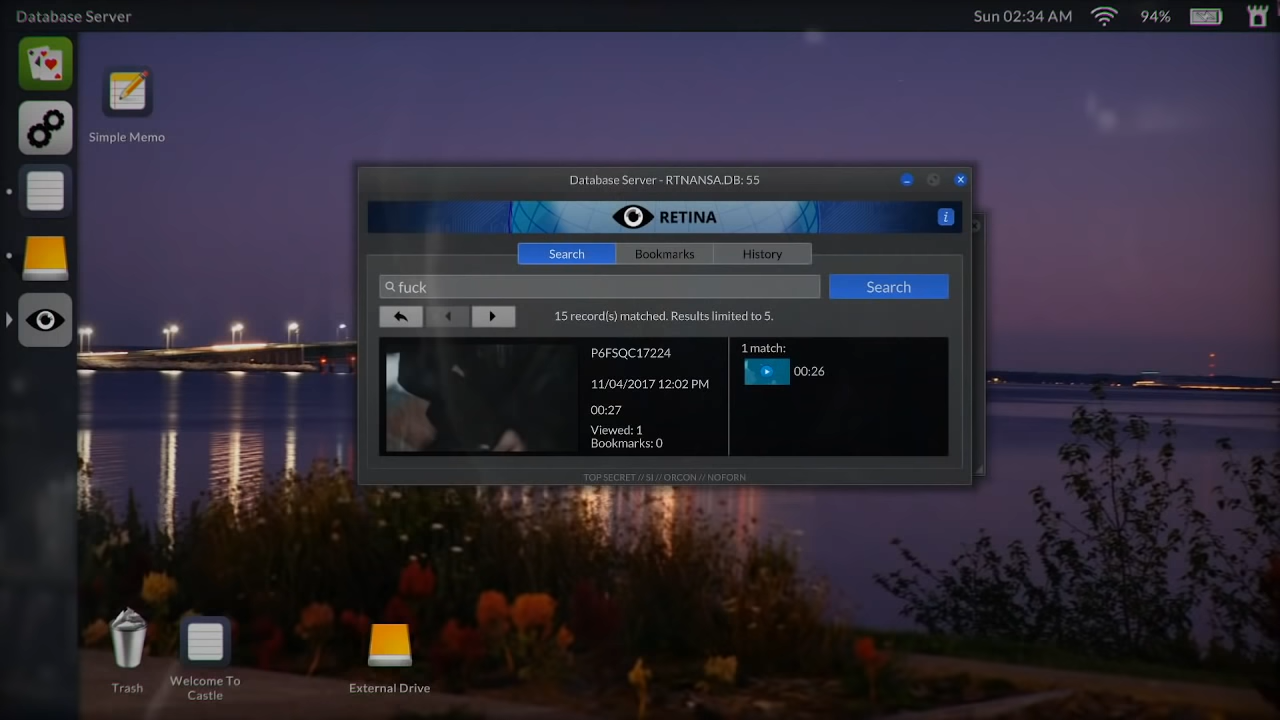 Database Server
Sun 02:34 AM
94%
Simple Memo
Database Server - RTNANSA.DB: 55
RETINA
i
Search
Bookmarks
History
fuck
Search
15 record(s) matched. Results limited to 5.
P6FSQC17224
11/04/2017 12:02 PM
00:27
Viewed: 1
Bookmarks: 0
1 match:
00:26
TOP SECRET // SI // ORCON // NOFORN
Trash
Welcome To
Castle
External Drive